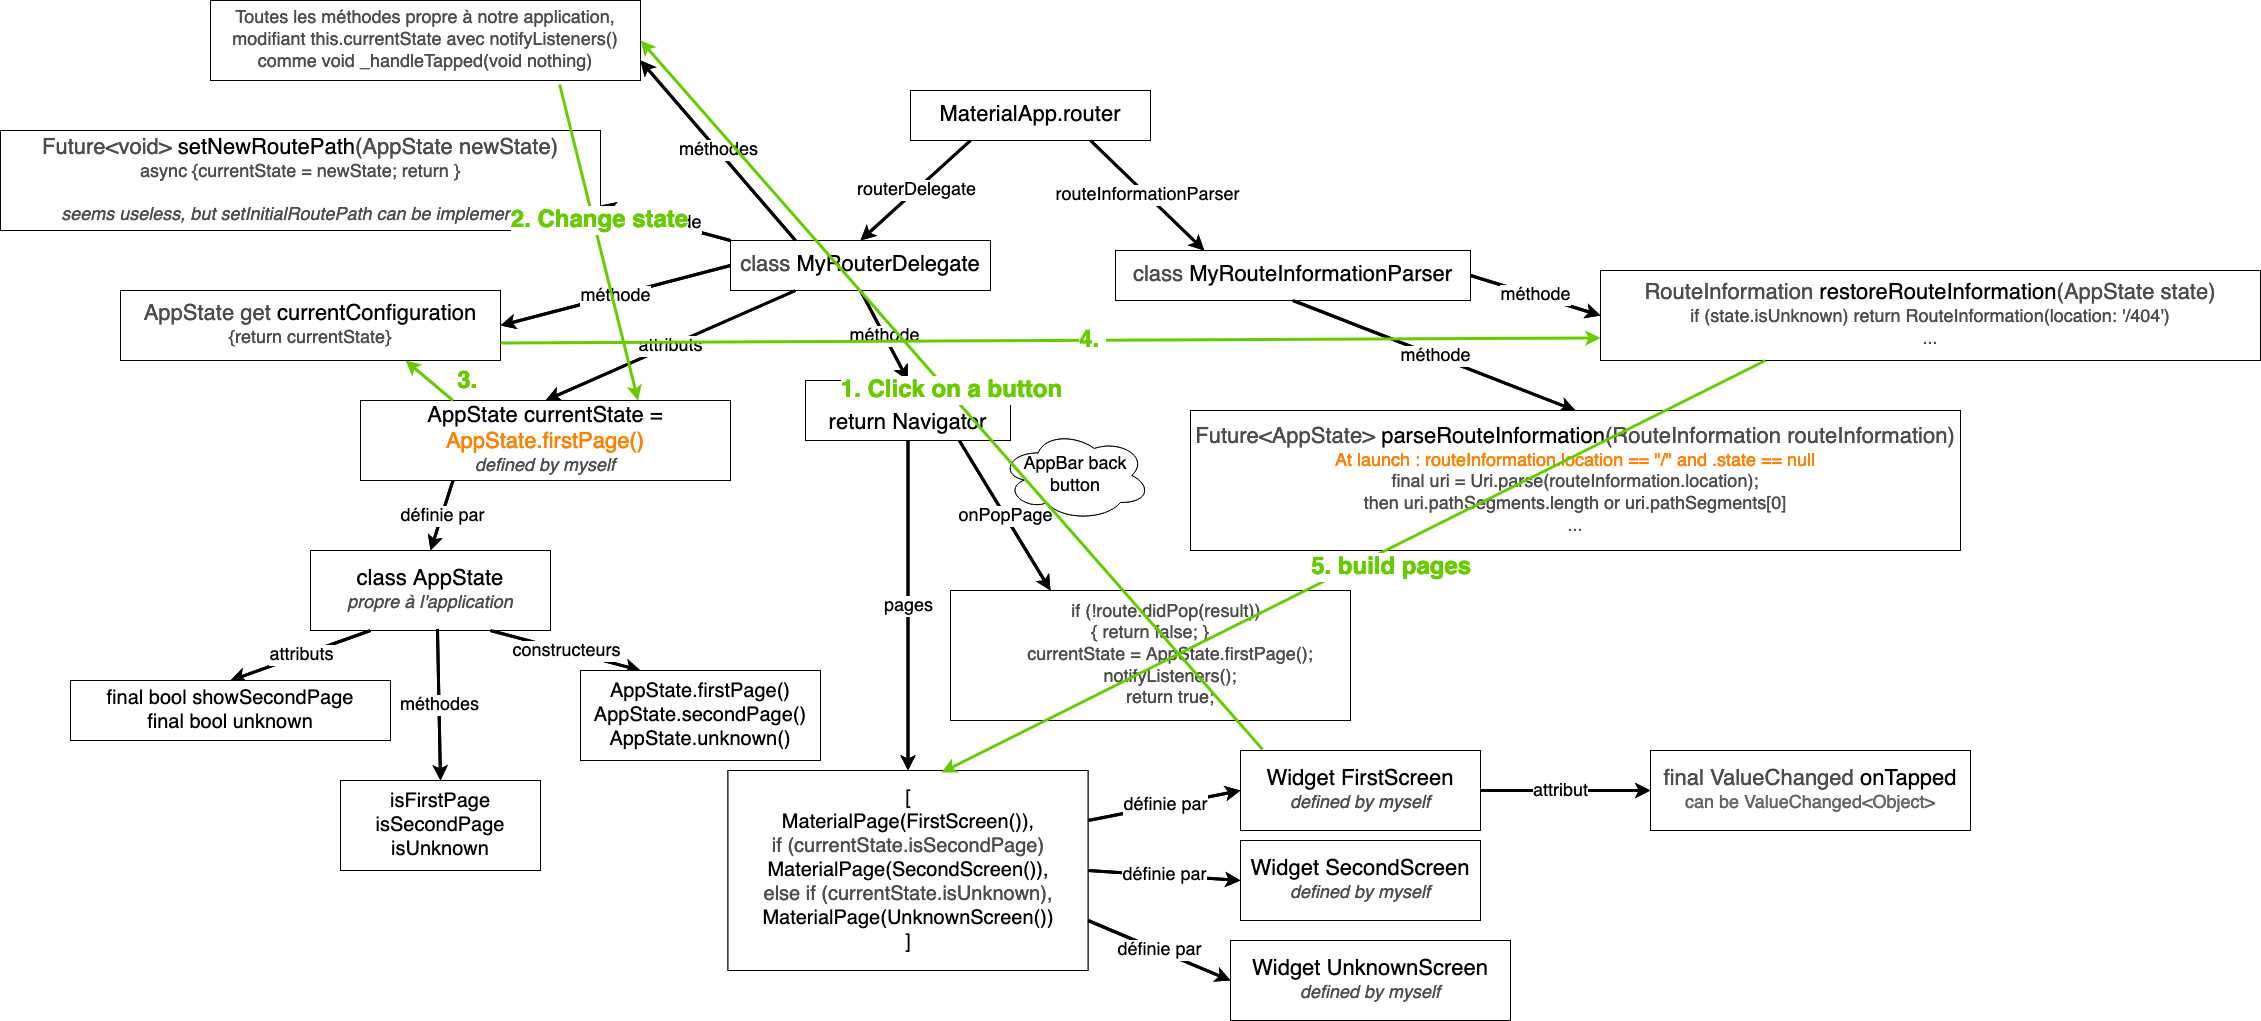 Toutes les méthodes propre à notre application,
modifiant this.currentState avec notifyListeners()
comme void _handleTapped(void nothing)
MaterialApp.router
Future<void> setNewRoutePath(AppState newState)
async {currentState = newState; return }
seems useless, but setInitialRoutePath can be implemen
méthodes
routerDelegate
routeInformationParser
2. Change state
de
class MyRouterDelegate
class MyRouteInformationParser
AppState get currentConfiguration
{return currentState}
méthode
méthode
RouteInformation restoreRouteInformation(AppState state)
if (state.isUnknown) return RouteInformation(location: '/404')
...
attributs
méthode
4.
méthode
3.
1. Click on a button
return Navigator
AppState currentState =
AppState.firstPage()
defined by myself
AppBar back
button
Future<AppState> parseRouteInformation(RouteInformation routeInformation)
At launch : routeInformation.location == "/" and .state == null
final uri = Uri.parse(routeInformation.location);
then uri.pathSegments.length or uri.pathSegments[0]
...
définie par
onPopPage
5. build pages
class AppState
propre à l'application
pages
if (!route.didPop(result))
{ return false; }
currentState = AppState.firstPage();
notifyListeners();
return true;
attributs
méthodes
constructeurs
final bool showSecondPage
final bool unknown
AppState.firstPage()
AppState.secondPage()
AppState.unknown()
isFirstPage
isSecondPage
isUnknown
[
MaterialPage(FirstScreen()),
if (currentState.isSecondPage)
MaterialPage(SecondScreen()),
else if (currentState.isUnknown),
MaterialPage(UnknownScreen())
]
définie par
Widget FirstScreen
defined by myself
attribut
final ValueChanged onTapped
can be ValueChanged<Object>
définie par
Widget SecondScreen
defined by myself
définie par
Widget UnknownScreen
defined by myself